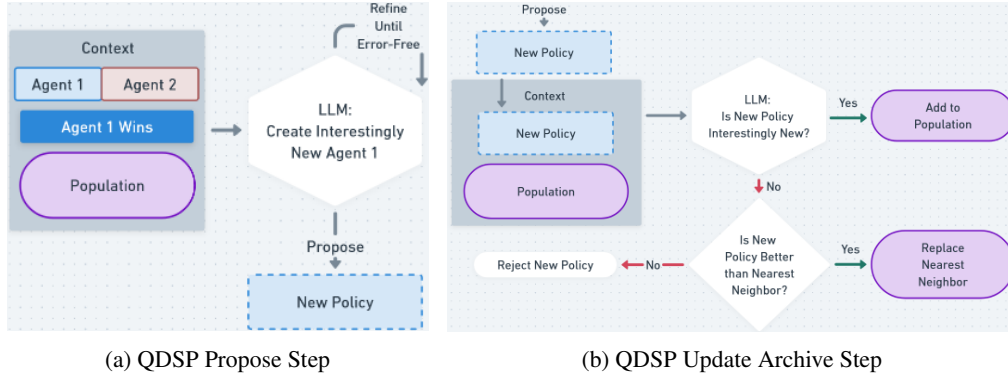 Context
Agent 1
Agent 2
Agent 1 Wins
Population
Refine
Until
Error-Free
LLM:
Create Interestingly
New Agent 1
Propose
New Policy
(a) QDSP Propose Step
Propose
New Policy
Context
New Policy
Population
LLM:
Is New Policy
Interestingly New?
Yes
Add to
Population
No
Is New
Policy Better
than Nearest
Neighbor?
Yes
Replace
Nearest
Neighbor
No
Reject New Policy
(b) QDSP Update Archive Step